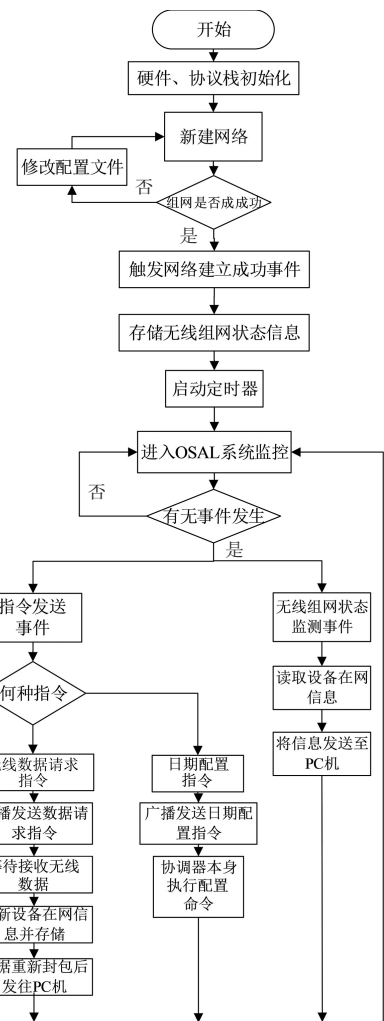 开始
硬件、协议栈初始化
新建网络
修改配置文件
否
组网是否成成功
是
触发网络建立成功事件
存储无线组网状态信息
启动定时器
进入OSAL系统监控
否
有无事件发生
是
指令发送
事件
无线组网状态
监测事件
何种指令
读取设备在网
信息
将信息发送至
PC机
线数据请求
指令
日期配置
指令
播发送数据请
求指令
广播发送日期配
置指令
待接收无线
数据
协调器本身
执行配置
命令
新设备在网信
息并存储
据重新封包后
发往PC机